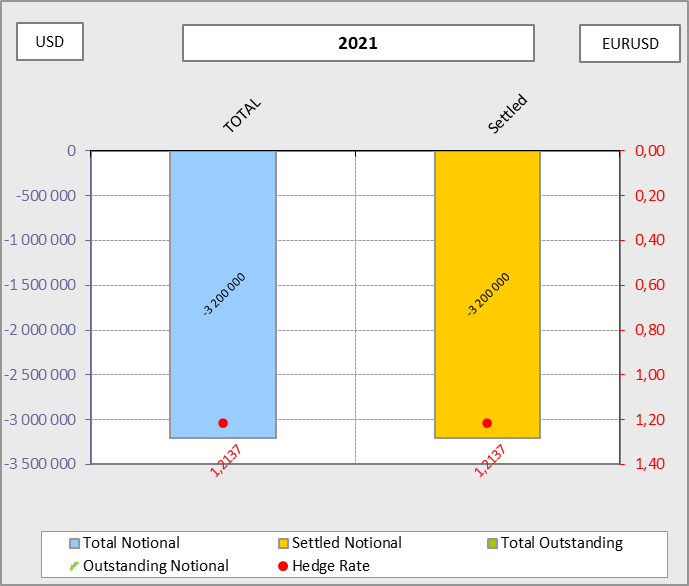 USD
2021
EURUSD
TOTAL
Settled
0
0,00
-500 000
0,20
-1 000 000
0,40
-1 500 000
0,60
-2 000 000
0,80
-2 500 000
1,00
-3 000 000
1,20
-3 500 000
1,40
-3 200 000
-3 200 000
1,2137
1,2137
Total Notional
Settled Notional
Total Outstanding
Outstanding Notional
Hedge Rate